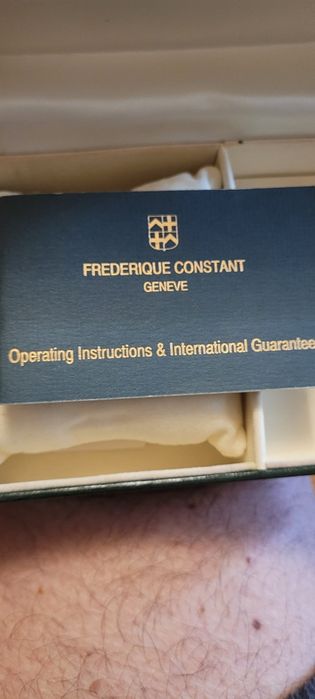 FREDERIQUE CONSTANT
GENEVE
Operating Instructions & International Guarantee